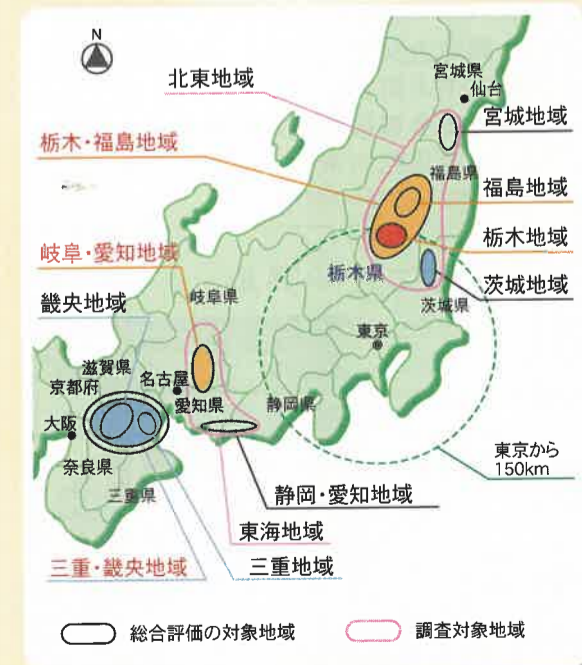 N
北東地域
宮城県
仙台
宮城地域
栃木・福島地域
福島県
福島地域
栃木地域
岐阜・愛知地域
栃木県
茨城地域
畿央地域
岐阜県
茨城県
東京
滋賀県
京都府
名古屋
愛知県
静岡県
大阪
奈良県
三重県
東京から
150km
静岡・愛知地域
東海地域
三重・畿央地域
三重地域
総合評価の対象地域
調査対象地域